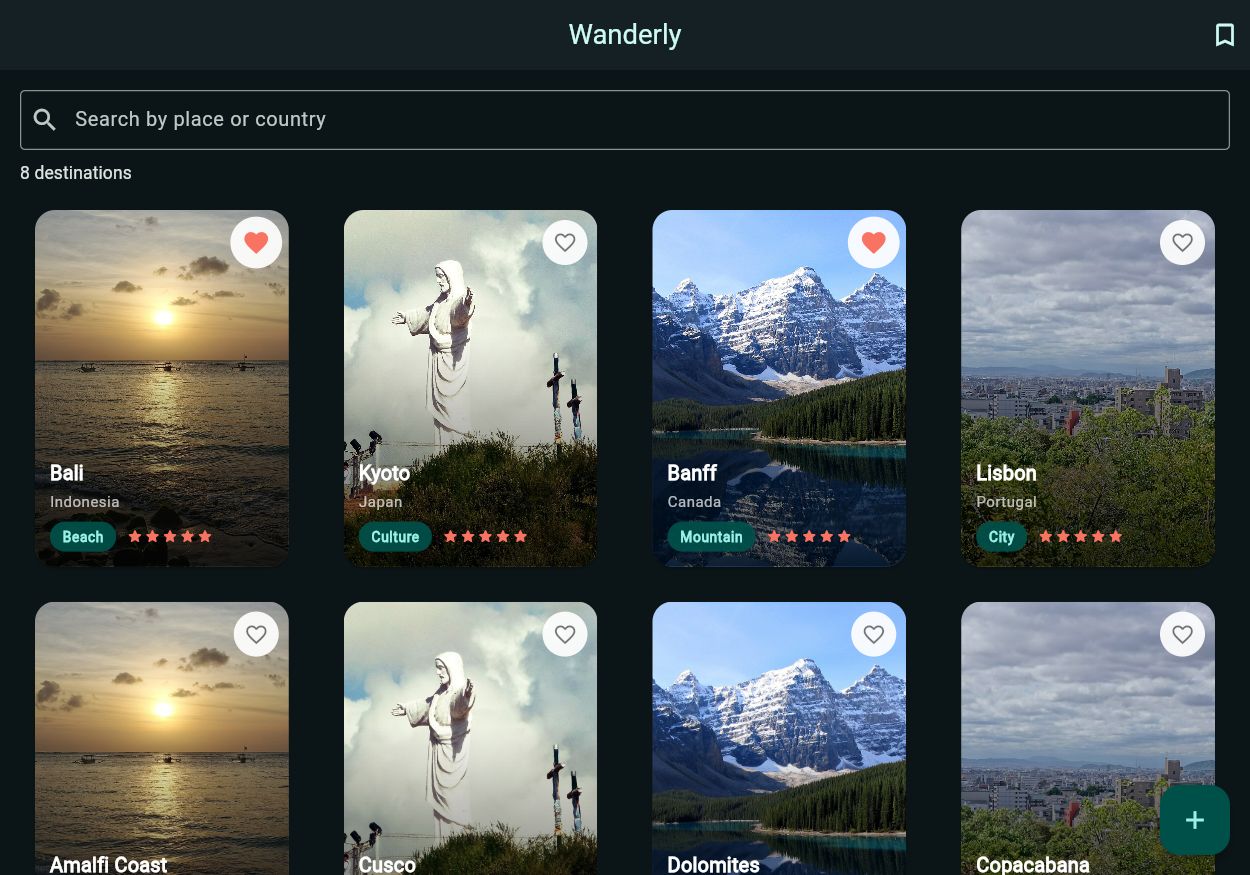 Wanderly
Search by place or country
8 destinations
Bali
Indonesia
Beach
Kyoto
Japan
Culture
Banff
Canada
Mountain
Lisbon
Portugal
City
Amalfi Coast
Cusco
Dolomites
Copacabana